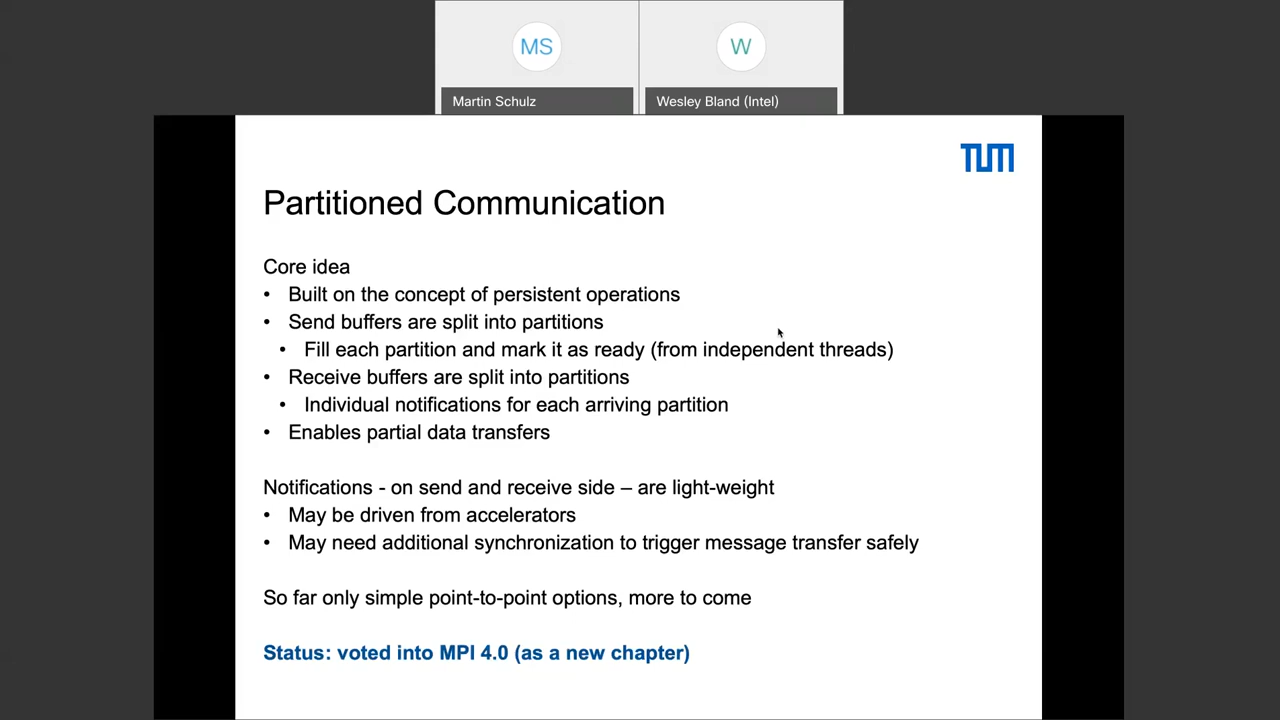 MS
W
Martin Schulz
Wesley Bland (Intel)
TUM
Partitioned Communication
Core idea
• Built on the concept of persistent operations
• Send buffers are split into partitions
• Fill each partition and mark it as ready (from independent threads)
• Receive buffers are split into partitions
• Individual notifications for each arriving partition
• Enables partial data transfers
Notifications - on send and receive side – are light-weight
• May be driven from accelerators
• May need additional synchronization to trigger message transfer safely
So far only simple point-to-point options, more to come
Status: voted into MPI 4.0 (as a new chapter)